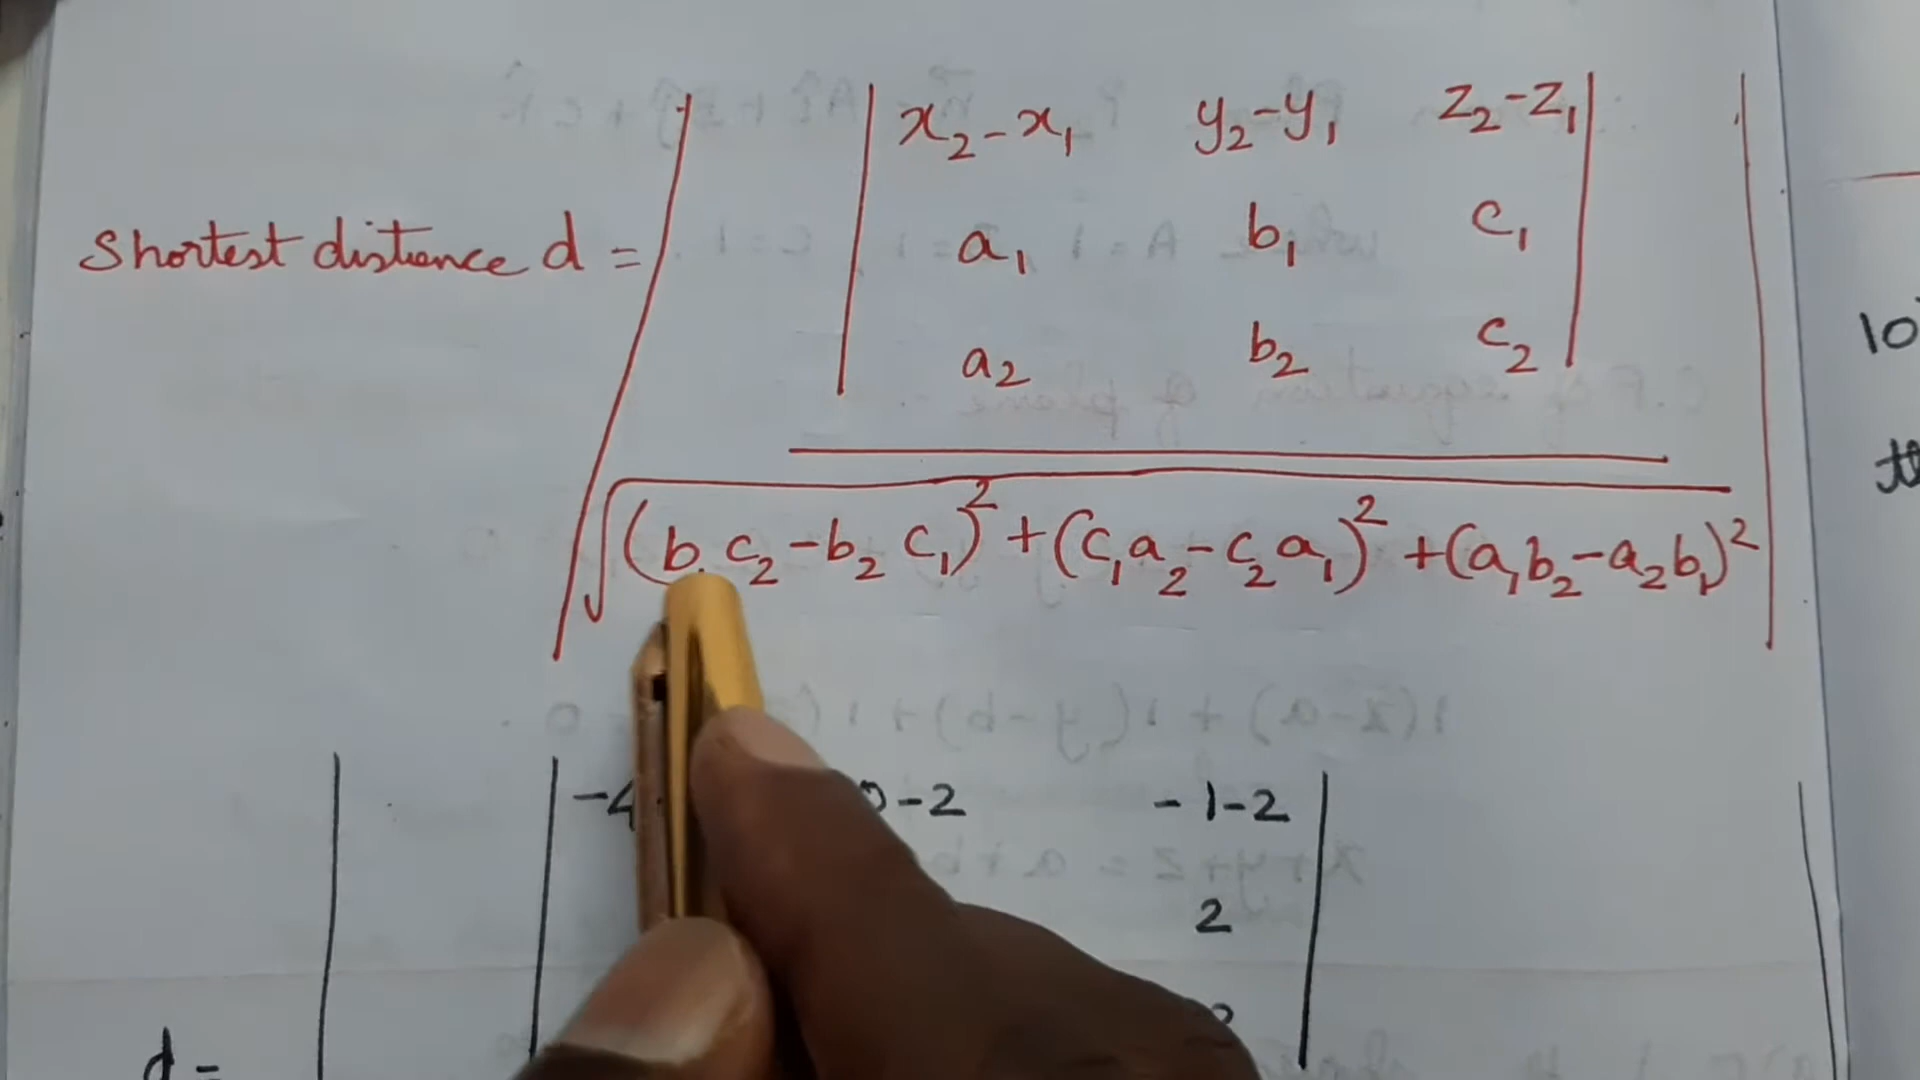 x₂-x₁ y₂-y₁ z₂-z₁
Shortest distance d =
a₁ b₁ c₁
a₂ b₂ c₂
√(b₁c₂-b₂c₁)² + (c₁a₂-c₂a₁)² + (a₁b₂-a₂b₁)²
0-2 -1-2
2
d =
10